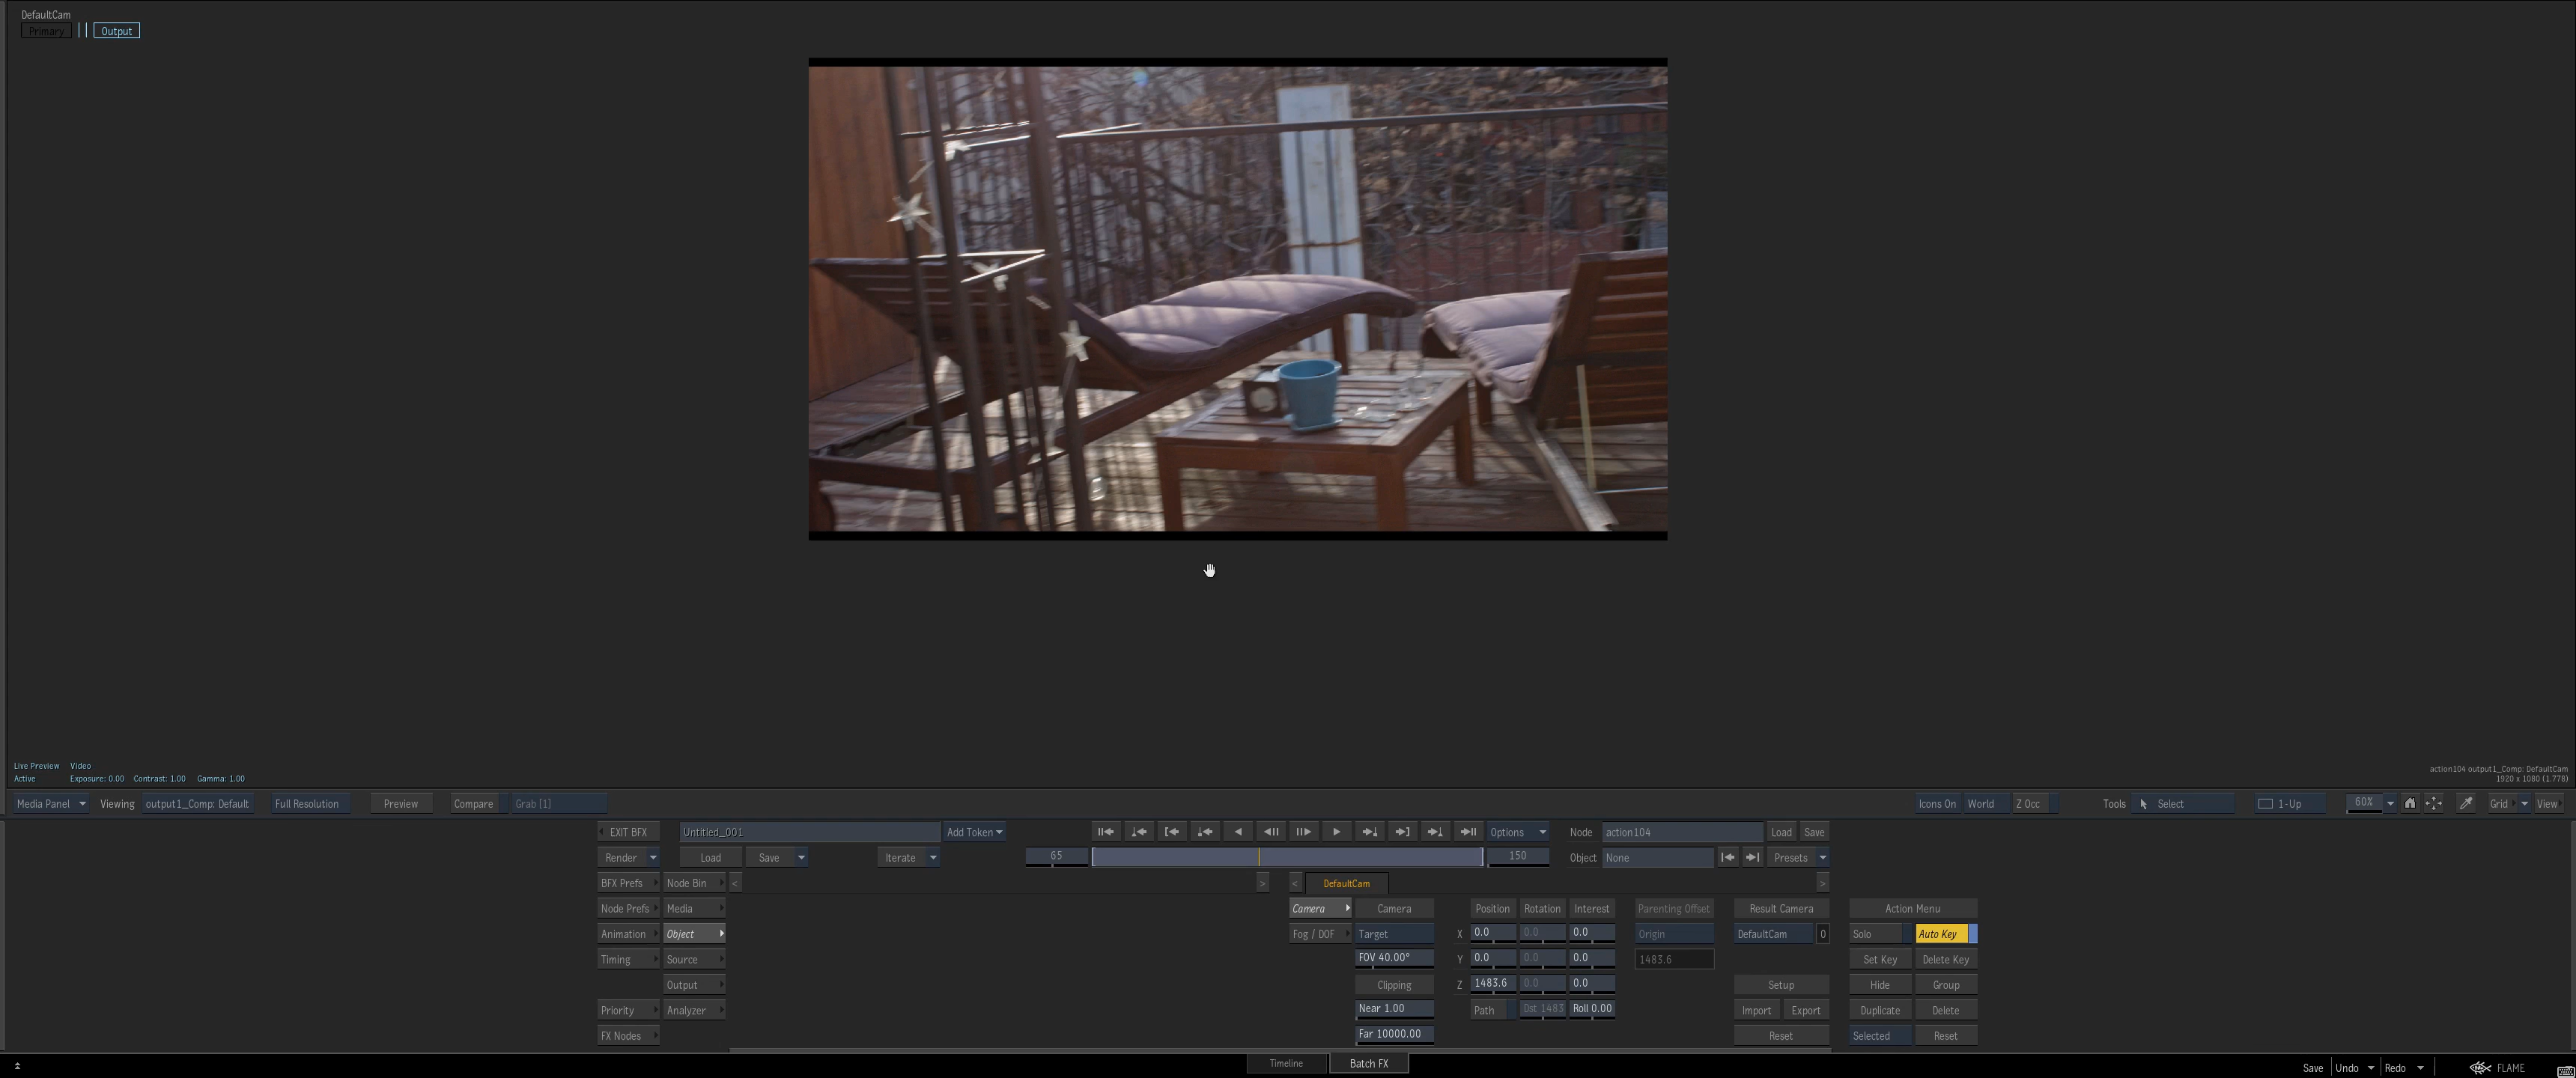 DefaultCam
Primary Output
Live Preview Video
Active Exposure: 0.00 Contrast: 1.00 Gamma: 1.00
action104 output1_Comp: DefaultCam
1920 x 1080 (1.778)
Media Panel Viewing output1_Comp: Default Full Resolution Preview Compare Grab [1] Icons On World Z Occ Tools Select 1-Up 60% Grid View
EXIT BFX Untitled_001 Add Token Options Node action104 Load Save
Render Load Save Iterate 65 150 Object None Presets
BFX Prefs Node Bin < > < DefaultCam >
Node Prefs Media Camera Camera Position Rotation Interest Parenting Offset Result Camera Action Menu
Animation Object Fog / DOF Target X 0.0 0.0 0.0 Origin DefaultCam 0 Solo Auto Key
Timing Source FOV 40.00° Y 0.0 0.0 0.0 1483.6 Set Key Delete Key
Output Clipping Z 1483.6 0.0 0.0 Setup Hide Group
Priority Analyzer Near 1.00 Path Dst 1483 Roll 0.00 Import Export Duplicate Delete
FX Nodes Far 10000.00 Reset Selected Reset
Timeline Batch FX Save Undo Redo FLAME